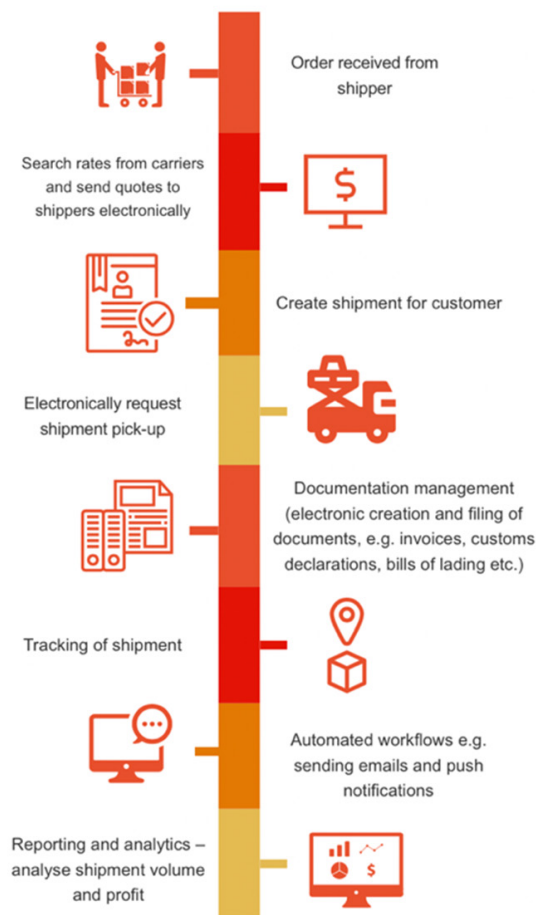 Order received from
shipper
Search rates from carriers
and send quotes to
shippers electronically
$
Create shipment for customer
Electronically request
shipment pick-up
Documentation management
(electronic creation and filing of
documents, e.g. invoices, customs
declarations, bills of lading etc.)
Tracking of shipment
Automated workflows e.g.
sending emails and push
notifications
Reporting and analytics –
analyse shipment volume
and profit
$